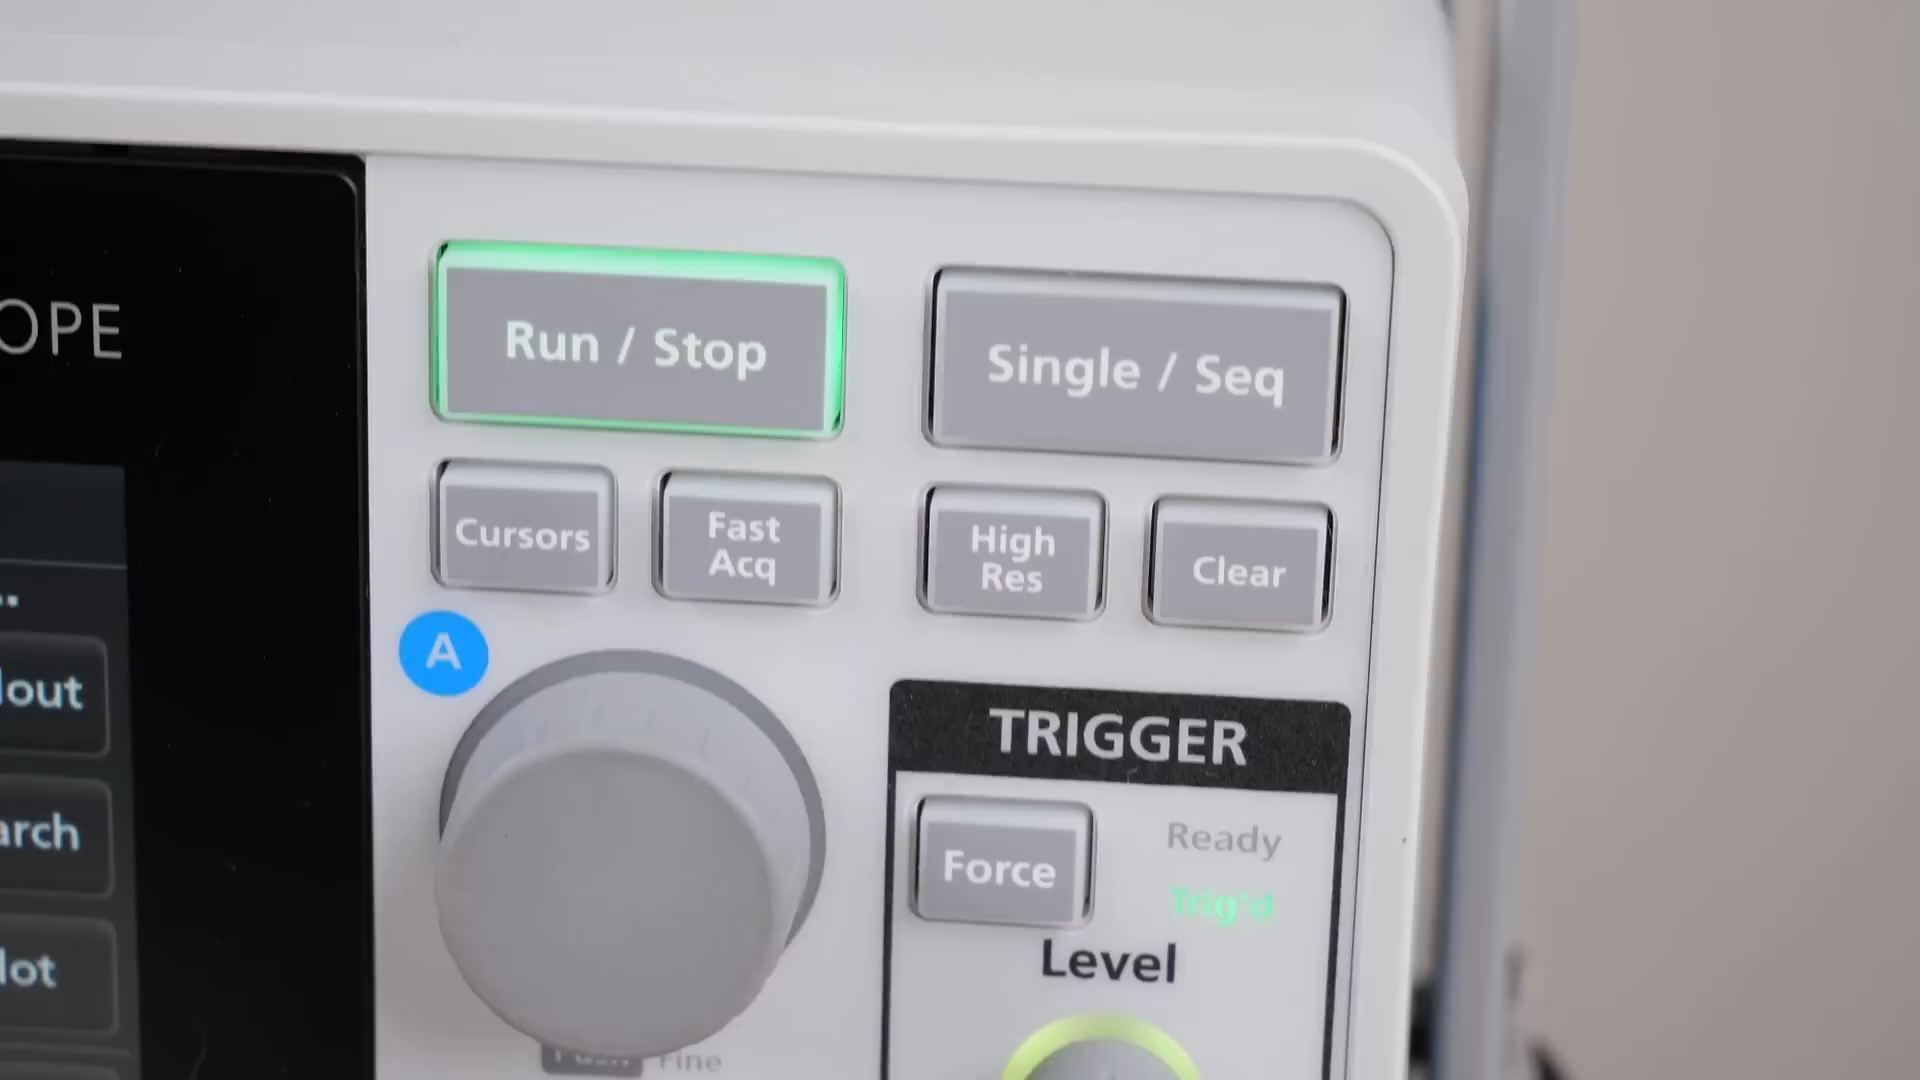 OPE
Run / Stop
Single / Seq
Cursors
Fast
Acq
High
Res
Clear
A
lout
arch
lot
TRIGGER
Force
Ready
Trig'd
Level
Push Fine